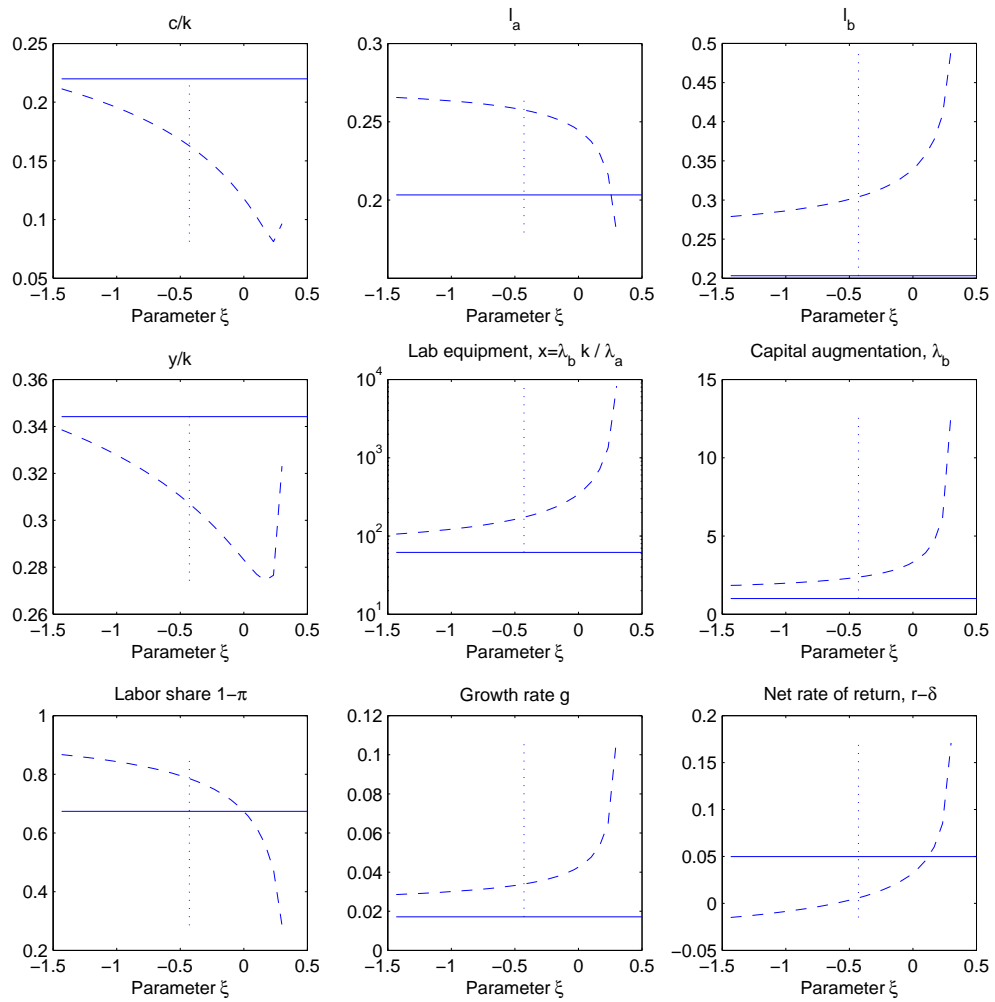 c/k
0.25
0.2
0.15
0.1
0.05
−1.5 −1 −0.5 0 0.5
Parameter ξ
l_a
0.3
0.25
0.2
−1.5 −1 −0.5 0 0.5
Parameter ξ
l_b
0.5
0.45
0.4
0.35
0.3
0.25
0.2
−1.5 −1 −0.5 0 0.5
Parameter ξ
y/k
0.36
0.34
0.32
0.3
0.28
0.26
−1.5 −1 −0.5 0 0.5
Parameter ξ
Lab equipment, x=λ_b k / λ_a
10^4
10^3
10^2
10^1
−1.5 −1 −0.5 0 0.5
Parameter ξ
Capital augmentation, λ_b
15
10
5
0
−1.5 −1 −0.5 0 0.5
Parameter ξ
Labor share 1−π
1
0.8
0.6
0.4
0.2
−1.5 −1 −0.5 0 0.5
Parameter ξ
Growth rate g
0.12
0.1
0.08
0.06
0.04
0.02
0
−1.5 −1 −0.5 0 0.5
Parameter ξ
Net rate of return, r−δ
0.2
0.15
0.1
0.05
0
−0.05
−1.5 −1 −0.5 0 0.5
Parameter ξ